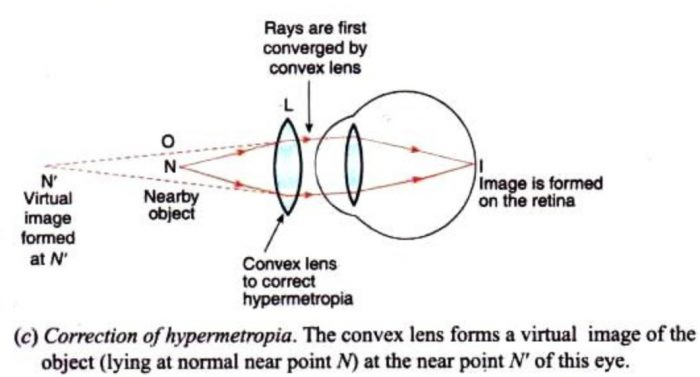 Rays are first
converged by
convex lens
L
O
N
N'
Virtual
image
formed
at N'
Nearby
object
I
Image is formed
on the retina
Convex lens
to correct
hypermetropia
(c) Correction of hypermetropia. The convex lens forms a virtual image of the
object (lying at normal near point N) at the near point N' of this eye.